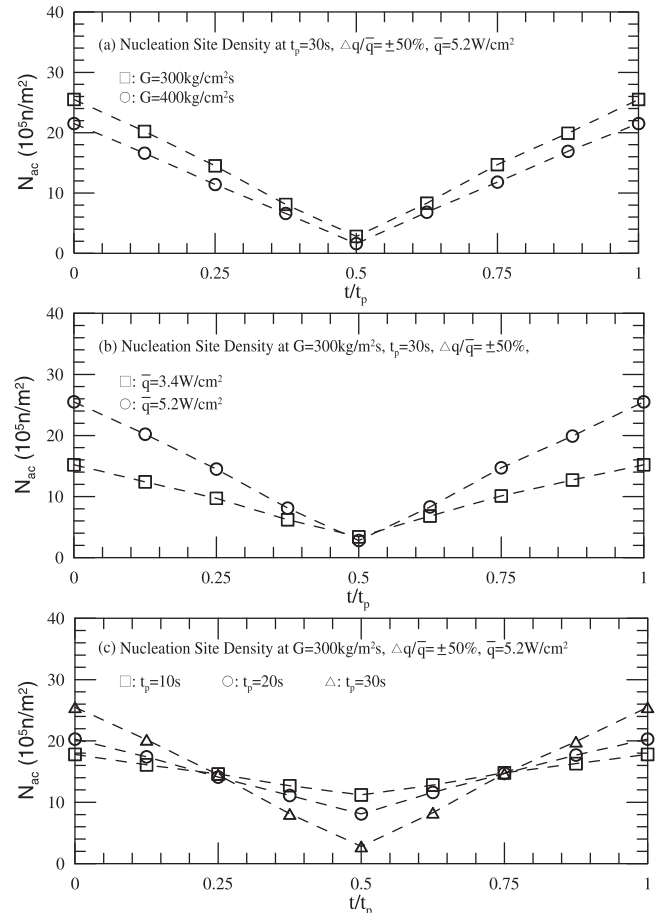 40
(a) Nucleation Site Density at tₚ=30s, △q/q̅=±50%, q̅=5.2W/cm²
□: G=300kg/cm²s
○: G=400kg/cm²s
30
20
10
0
N_ac (10⁵n/m²)
0 0.25 0.5 0.75 1
t/tₚ
40
(b) Nucleation Site Density at G=300kg/m²s, tₚ=30s, △q/q̅=±50%,
□: q̅=3.4W/cm²
○: q̅=5.2W/cm²
30
20
10
0
N_ac (10⁵n/m²)
0 0.25 0.5 0.75 1
t/tₚ
40
(c) Nucleation Site Density at G=300kg/m²s, △q/q̅=±50%, q̅=5.2W/cm²
□: tₚ=10s ○: tₚ=20s △: tₚ=30s
30
20
10
0
N_ac (10⁵n/m²)
0 0.25 0.5 0.75 1
t/tₚ